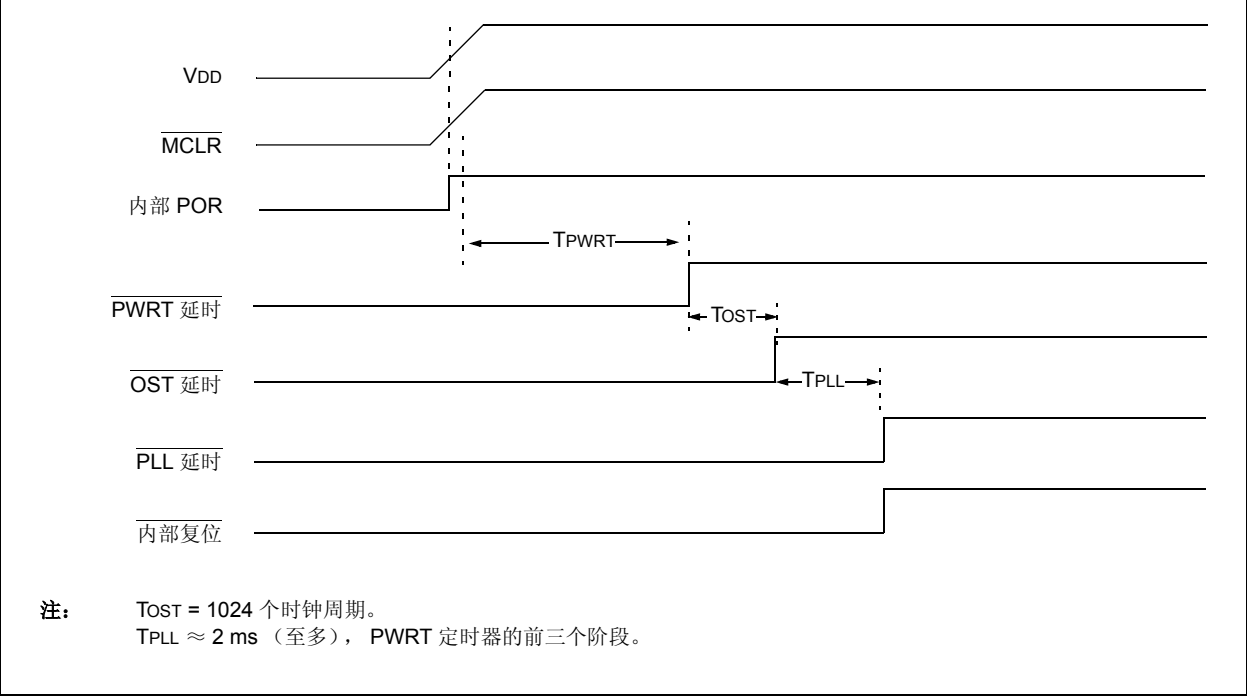 VDD
MCLR
内部 POR
TPWRT
PWRT 延时
TOST
OST 延时
TPLL
PLL 延时
内部复位
注： TOST = 1024 个时钟周期。
TPLL ≈ 2 ms （至多）， PWRT 定时器的前三个阶段。